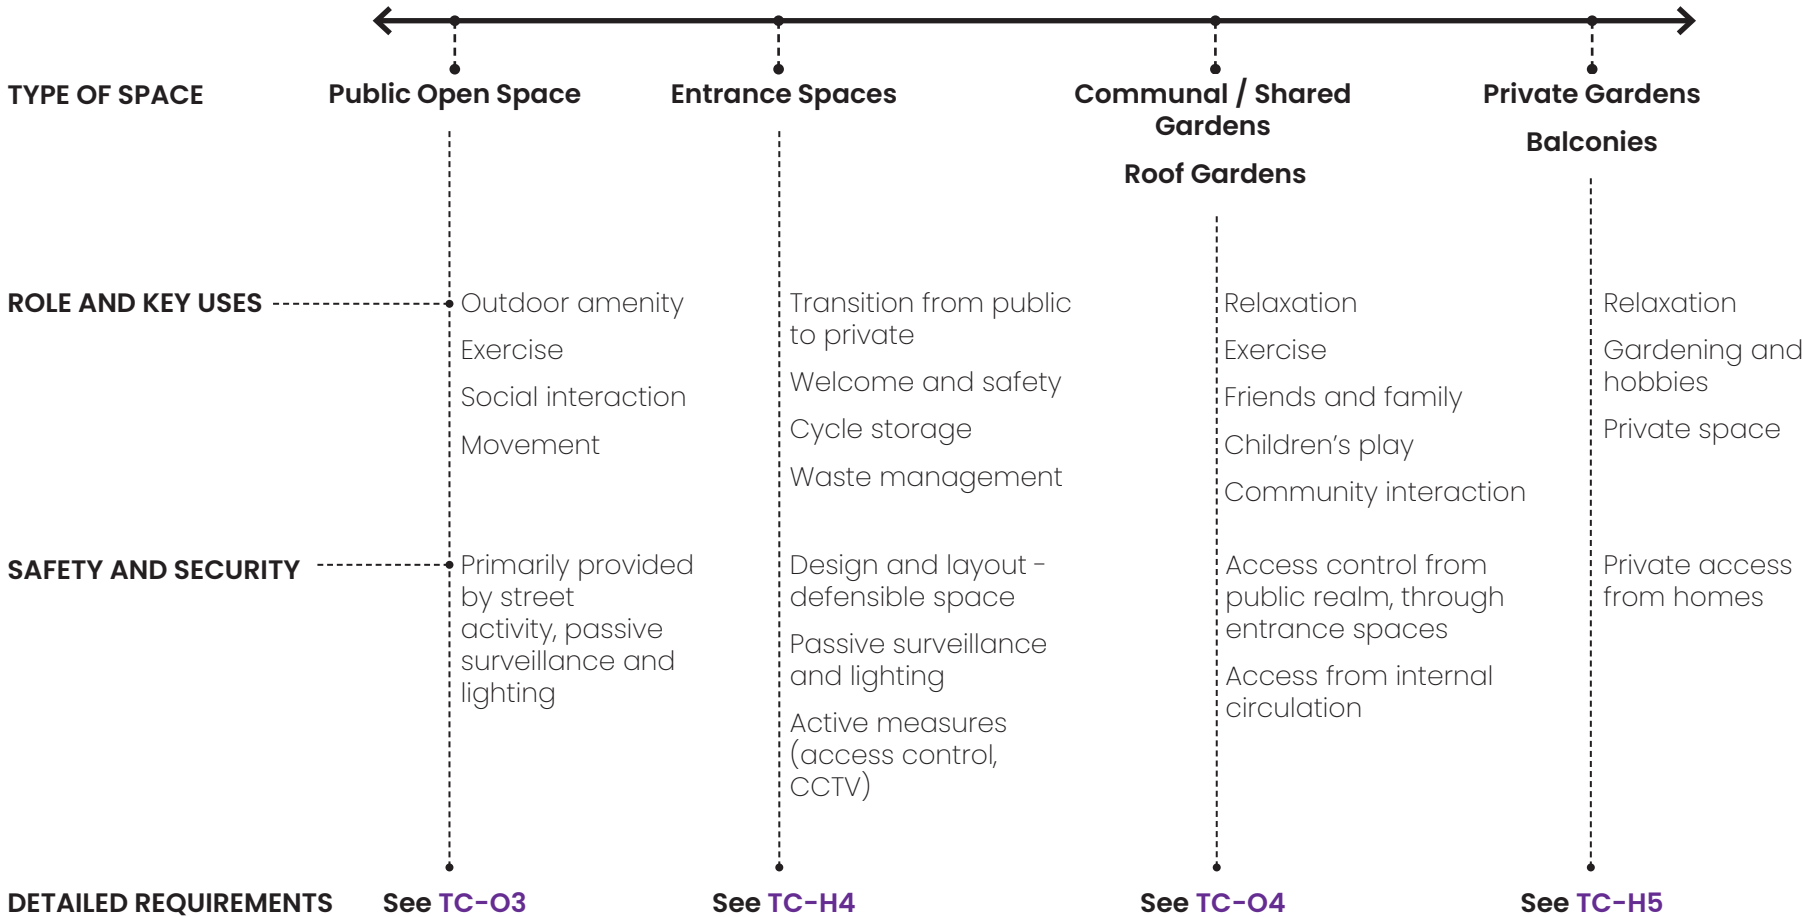 TYPE OF SPACE
Public Open Space
Entrance Spaces
Communal / Shared
Gardens
Roof Gardens
Private Gardens
Balconies
ROLE AND KEY USES
Outdoor amenity
Exercise
Social interaction
Movement
Transition from public
to private
Welcome and safety
Cycle storage
Waste management
Relaxation
Exercise
Friends and family
Children’s play
Community interaction
Relaxation
Gardening and
hobbies
Private space
SAFETY AND SECURITY
Primarily provided
by street
activity, passive
surveillance and
lighting
Design and layout -
defensible space
Passive surveillance
and lighting
Active measures
(access control,
CCTV)
Access control from
public realm, through
entrance spaces
Access from internal
circulation
Private access
from homes
DETAILED REQUIREMENTS
See TC-O3
See TC-H4
See TC-O4
See TC-H5